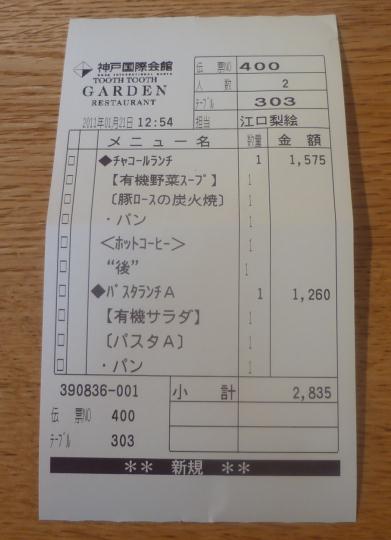 神戸国際会館
KOBE INTERNATIONAL HOUSE
TOOTH TOOTH
GARDEN
RESTAURANT
2011年01月21日 12:54
伝 票NO 400
人 数 2
ﾃｰﾌﾞﾙ 303
担当 江口梨絵
メニュー名 数量 金 額
□ ◆ﾁｬｺｰﾙﾗﾝﾁ 1 1,575
□ 【有機野菜ｽｰﾌﾟ】 1
□ 〔豚ﾛｰｽの炭火焼〕 1
□ ・パン 1
□ <ﾎｯﾄｺｰﾋｰ> 1
□ “後” 1
□ ◆ﾊﾟｽﾀﾗﾝﾁA 1 1,260
□ 【有機サラダ】 1
□ 〔パスタA〕 1
□ ・パン 1
390836-001 小 計 2,835
伝 票NO 400
ﾃｰﾌﾞﾙ 303
** 新規 **